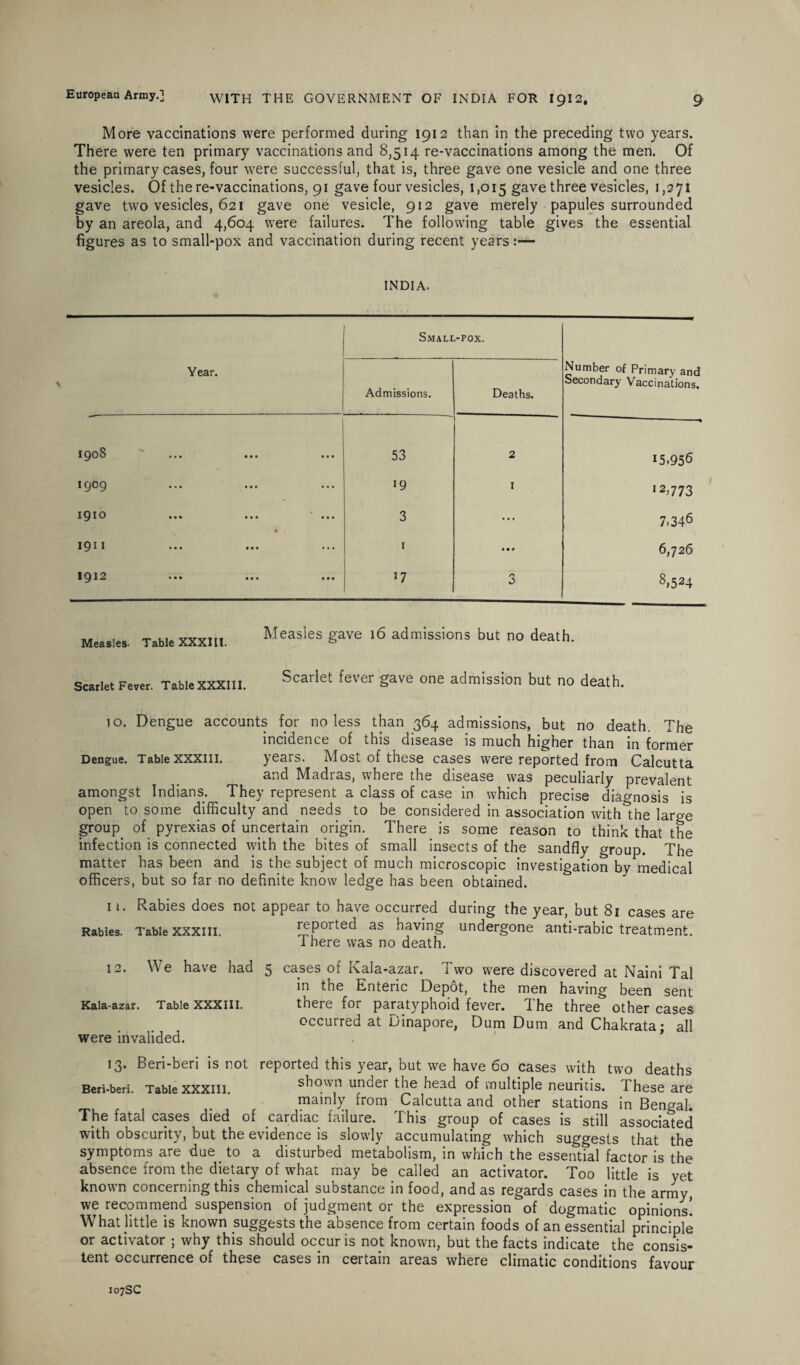 European Army.] WITH THE GOVERNMENT OF INDIA FOR 1912, 9
More vaccinations were performed during 1912 than in the preceding two years.
There were ten primary vaccinations and 8,514 re-vaccinations among the men. Of
the primary cases, four were successful, that is, three gave one vesicle and one three
vesicles. Of the re-vaccinations, 91 gave four vesicles, 1,015 gave three vesicles, 1,271
gave two vesicles, 621 gave one vesicle, 912 gave merely papules surrounded
by an areola, and 4,604 were failures. The following table gives the essential
figures as to small-pox and vaccination during recent years:—
INDIA.
Year. Small-pox. Number of Primary and Secondary Vaccinations.
Admissions. Deaths.
1908 ... ... ... 53 2 15,956
1909 ... ... ... 19 1 12,773
1910 ... ... ... 3 ... 7,346
1911 ... ... ... 1 ... 6,726
1912 ... ... ... 17 3 8,524
Measles. Table XXXIII. Measles gave 16 admissions but no death.
Scarlet Fever. Table XXXIII. Scarlet fever gave one admission but no death.
10. Dengue accounts for no less than 364 admissions, but no death. The
incidence of this disease is much higher than in former
Dengue. Table XXXIII. years. Most of these cases were reported from Calcutta
and Madras, where the disease was peculiarly prevalent
amongst Indians. They represent a class of case in which precise diagnosis is
open to some difficulty and needs to be considered in association with the large
group of pyrexias of uncertain origin. There is some reason to think that the
infection is connected with the bites of small insects of the sandfly group. The
matter has been and is the subject of much microscopic investigation by medical
officers, but so far no definite know ledge has been obtained.
11. Rabies does not appear to have occurred during the year, but 81 cases are
Rabies. Table XXXIII. reported as having undergone anti-rabic treatment.
There was no death.
12. We have had 5 cases of Kala-azar. Two were discovered at Naini Tal
in the Enteric Depôt, the men having been sent
Kala-azar. Table XXXIII. there for paratyphoid fever. The three other cases
occurred at Dinapore, Dum Dum and Chakrata; all
were invalided.
13. Beri-beri is not reported this year, but we have 60 cases with two deaths
Beri-beri. Table XXXIII. shown under the head of multiple neuritis. These are
mainly from Calcutta and other stations in Bengal.
The fatal cases died of cardiac failure. This group of cases is still associated
with obscurity, but the evidence is slowly accumulating which suggests that the
symptoms are due to a disturbed metabolism, in which the essential factor is the
absence from the dietary of what may be called an activator. Too little is yet
known concerning this chemical substance in food, and as regards cases in the army,
we recommend suspension of judgment or the expression of dogmatic opinions.
What little is known suggests the absence from certain foods of an essential principle
or activator ; why this should occur is not known, but the facts indicate the consis-
tent occurrence of these cases in certain areas where climatic conditions favour
107SC